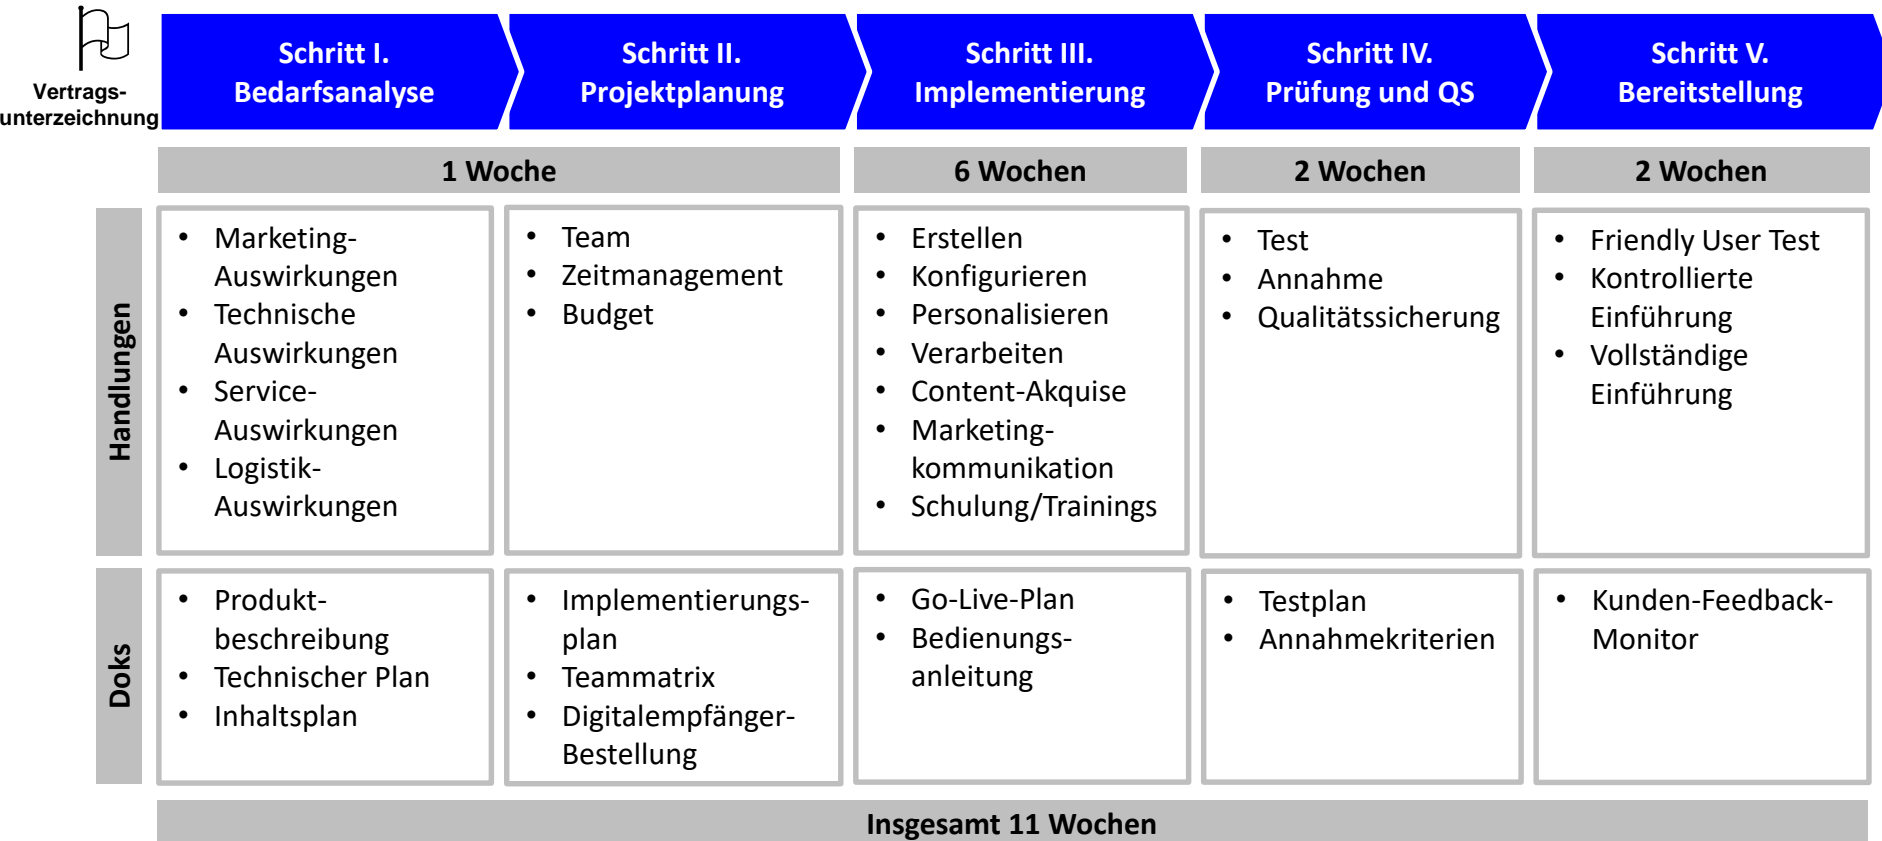 Vertrags-
unterzeichnung
Schritt I.
Bedarfsanalyse
Schritt II.
Projektplanung
Schritt III.
Implementierung
Schritt IV.
Prüfung und QS
Schritt V.
Bereitstellung
1 Woche
6 Wochen
2 Wochen
2 Wochen
Handlungen
• Marketing-
Auswirkungen
• Technische
Auswirkungen
• Service-
Auswirkungen
• Logistik-
Auswirkungen
• Team
• Zeitmanagement
• Budget
• Erstellen
• Konfigurieren
• Personalisieren
• Verarbeiten
• Content-Akquise
• Marketing-
kommunikation
• Schulung/Trainings
• Test
• Annahme
• Qualitätssicherung
• Friendly User Test
• Kontrollierte
Einführung
• Vollständige
Einführung
Doks
• Produkt-
beschreibung
• Technischer Plan
• Inhaltsplan
• Implementierungs-
plan
• Teammatrix
• Digitalempfänger-
Bestellung
• Go-Live-Plan
• Bedienungs-
anleitung
• Testplan
• Annahmekriterien
• Kunden-Feedback-
Monitor
Insgesamt 11 Wochen